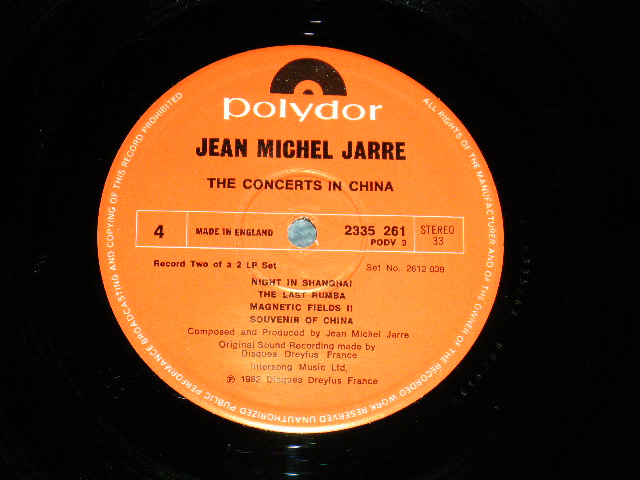 polydor
JEAN MICHEL JARRE
THE CONCERTS IN CHINA
4
MADE IN ENGLAND
2335 261
PODV 3
STEREO
33
Record Two of a 2 LP Set
Set No. 2612 039
NIGHT IN SHANGHAI
THE LAST RUMBA
MAGNETIC FIELDS II
SOUVENIR OF CHINA
Composed and Produced by Jean Michel Jarre
Original Sound Recording made by
Disques Dreyfus France
Intersong Music Ltd,
℗ 1982 Disques Dreyfus France
ALL RIGHTS OF THE MANUFACTURER AND OF THE OWNER OF THE RECORDED WORK RESERVED UNAUTHORIZED PUBLIC PERFORMANCE BROADCASTING AND COPYING OF THIS RECORD PROHIBITED